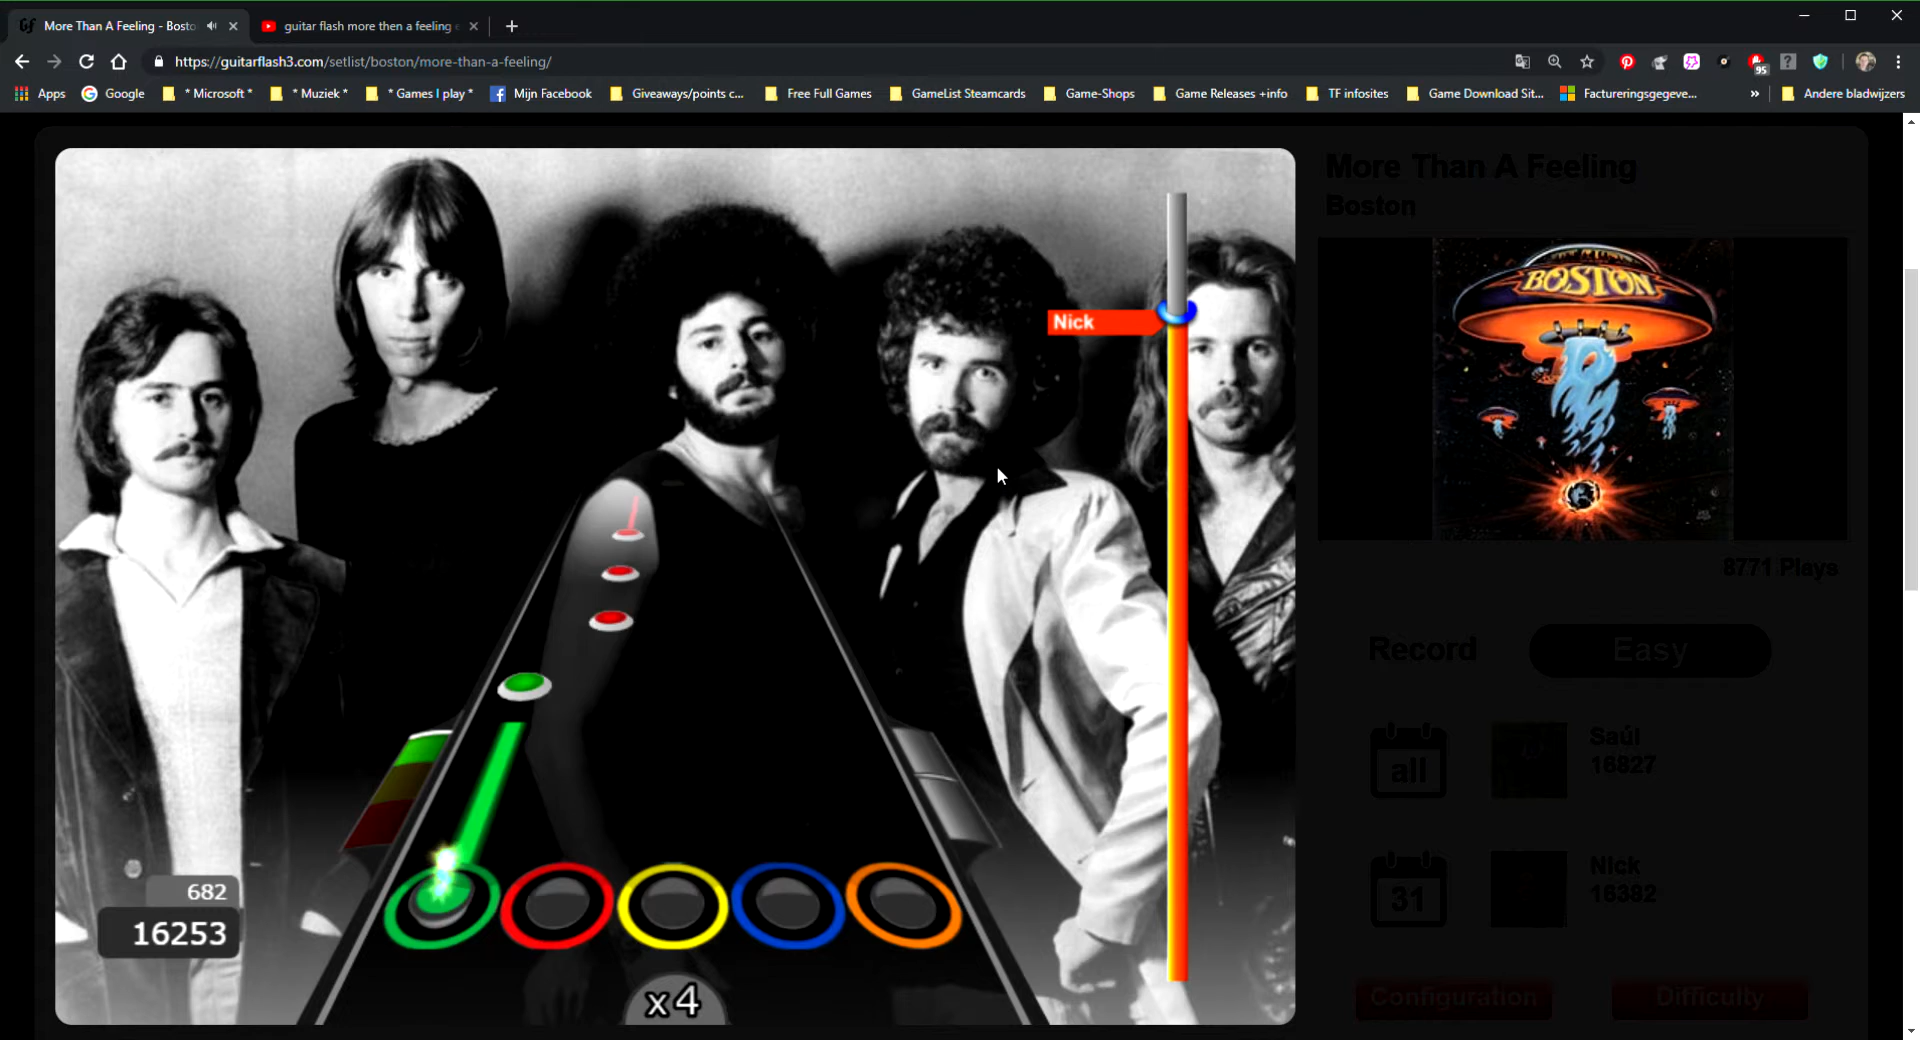 More Than A Feeling - Bosto
guitar flash more then a feeling
https://guitarflash3.com/setlist/boston/more-than-a-feeling/
95
Apps
Google
* Microsoft *
* Muziek *
* Games I play *
Mijn Facebook
Giveaways/points c...
Free Full Games
GameList Steamcards
Game-Shops
Game Releases +info
TF infosites
Game Download Sit...
Factureringsgegeve...
»
Andere bladwijzers
More Than A Feeling
Boston
BOSTON
Nick
8771 Plays
Record
Easy
all
Saúl
16827
31
Nick
16382
682
16253
x4
Configuration
Difficulty